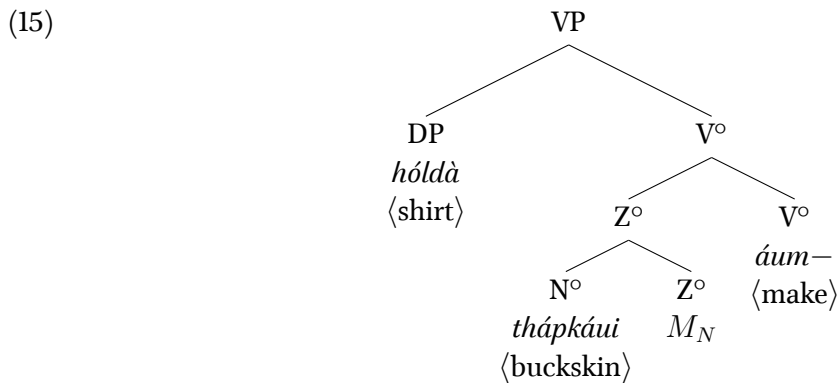 (15)
VP
DP V°
hóldà
⟨shirt⟩
Z° V°
áum−
⟨make⟩
N° Z°
thápkáui M_N
⟨buckskin⟩